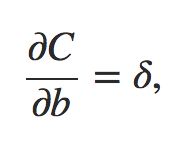 ∂C/∂b = δ,